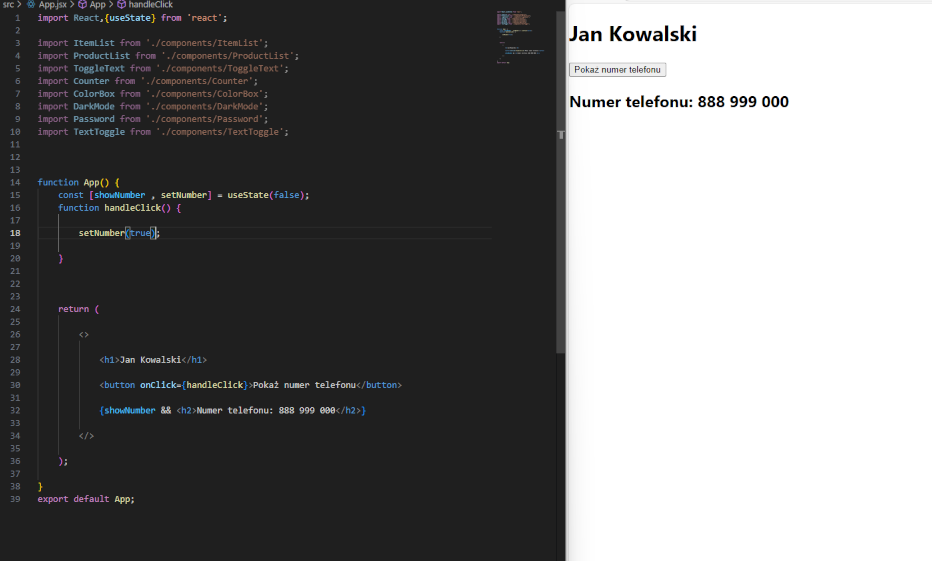 src > App.jsx > App > handleClick
1 import React,{useState} from 'react';
2
3 import ItemList from './components/ItemList';
4 import ProductList from './components/ProductList';
5 import ToggleText from './components/ToggleText';
6 import Counter from './components/Counter';
7 import ColorBox from './components/ColorBox';
8 import DarkMode from './components/DarkMode';
9 import Password from './components/Password';
10 import TextToggle from './components/TextToggle';
11
12
13
14 function App() {
15 const [showNumber , setNumber] = useState(false);
16 function handleClick() {
17
18 setNumber(true);
19
20 }
21
22
23
24 return (
25
26 <>
27
28 <h1>Jan Kowalski</h1>
29
30 <button onClick={handleClick}>Pokaż numer telefonu</button>
31
32 {showNumber && <h2>Numer telefonu: 888 999 000</h2>}
33
34 </>
35
36 );
37
38 }
39 export default App;
Jan Kowalski
Pokaż numer telefonu
Numer telefonu: 888 999 000